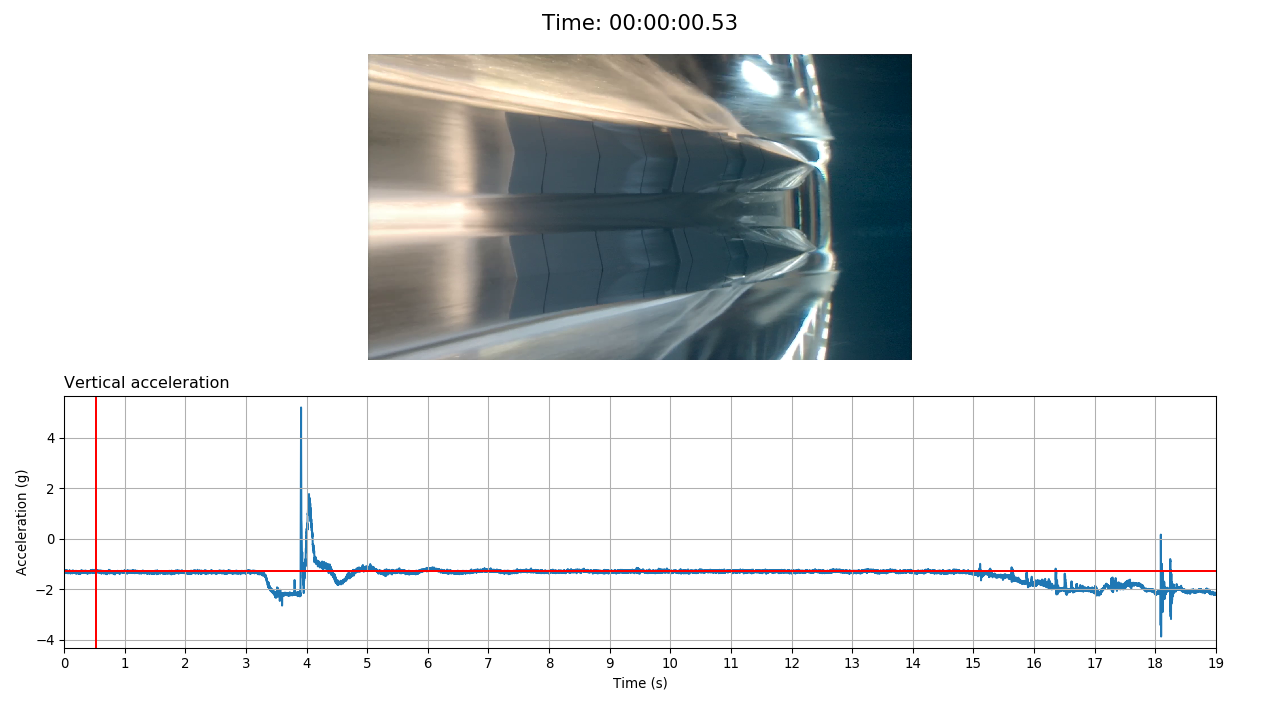 Time: 00:00:00.53
Vertical acceleration
Acceleration (g)
4
2
0
−2
−4
0 1 2 3 4 5 6 7 8 9 10 11 12 13 14 15 16 17 18 19
Time (s)